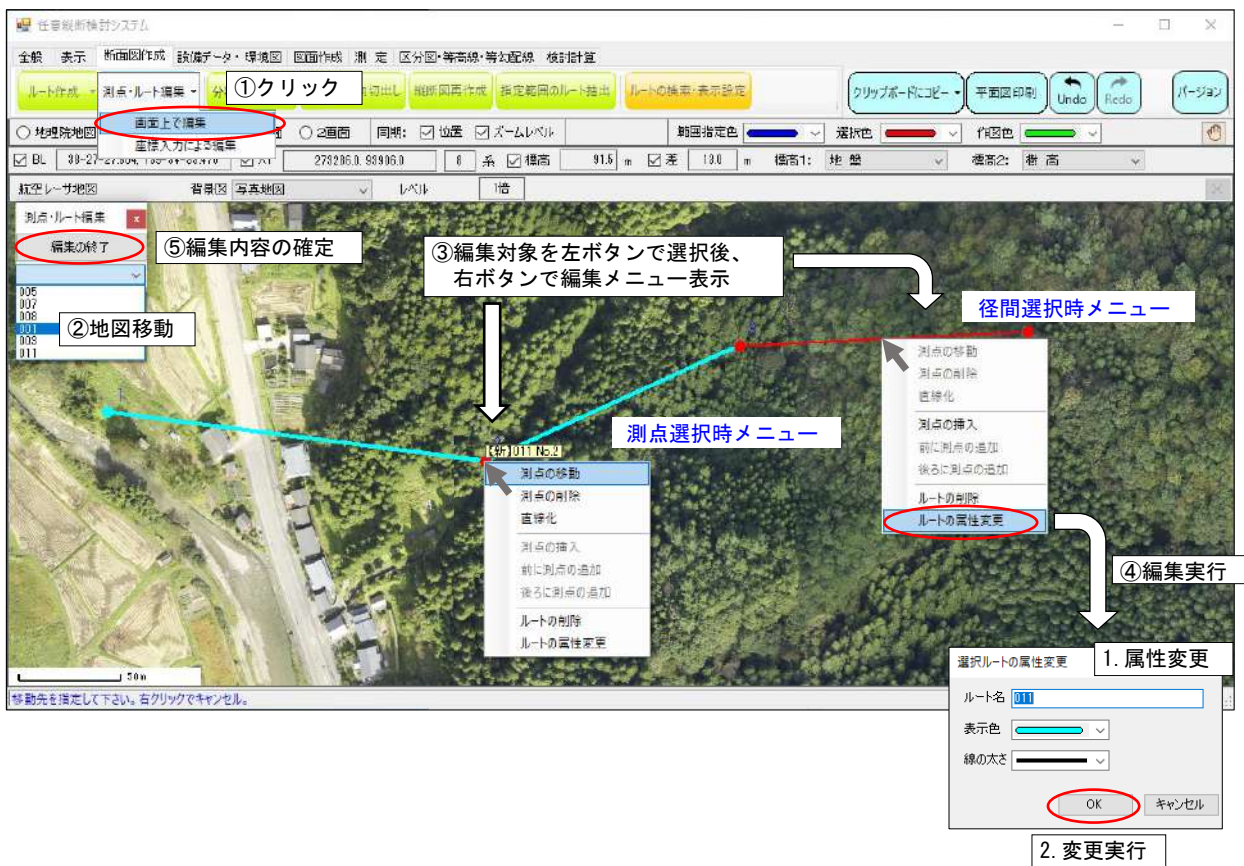 任意縦断検討システム
全般 表示 断面図作成 設備データ・環境図 図面作成 測 定 区分図・等高線・等勾配線 検討計算
ルート作成 測点・ルート編集 分 切出し 縦断図再作成 指定範囲のルート抽出 ルートの検索・表示設定 クリップボードにコピー 平面図印刷 Undo Redo バージョン
①クリック
画面上で編集
座標入力による編集
地理院地図 2画面 同期: 位置 ズームレベル 範囲指定色 選択色 作図色
BL 273286.0, 93906.0 6 系 標高 91.5 m 差 13.0 m 標高1: 地 盤 標高2: 樹 高
航空レーザ地図 背景図 写真地図 レベル 1倍
測点・ルート編集 x
編集の終了
⑤編集内容の確定
005
007
008
001
009
011
②地図移動
③編集対象を左ボタンで選択後、
右ボタンで編集メニュー表示
径間選択時メニュー
測点の移動
測点の削除
直線化
測点の挿入
前に測点の追加
後ろに測点の追加
ルートの削除
ルートの属性変更
測点選択時メニュー
【新】011 No.2
測点の移動
測点の削除
直線化
測点の挿入
前に測点の追加
後ろに測点の追加
ルートの削除
ルートの属性変更
④編集実行
50m
移動先を指定して下さい。右クリックでキャンセル。
選択ルートの属性変更
1. 属性変更
ルート名 011
表示色
線の太さ
OK キャンセル
2. 変更実行